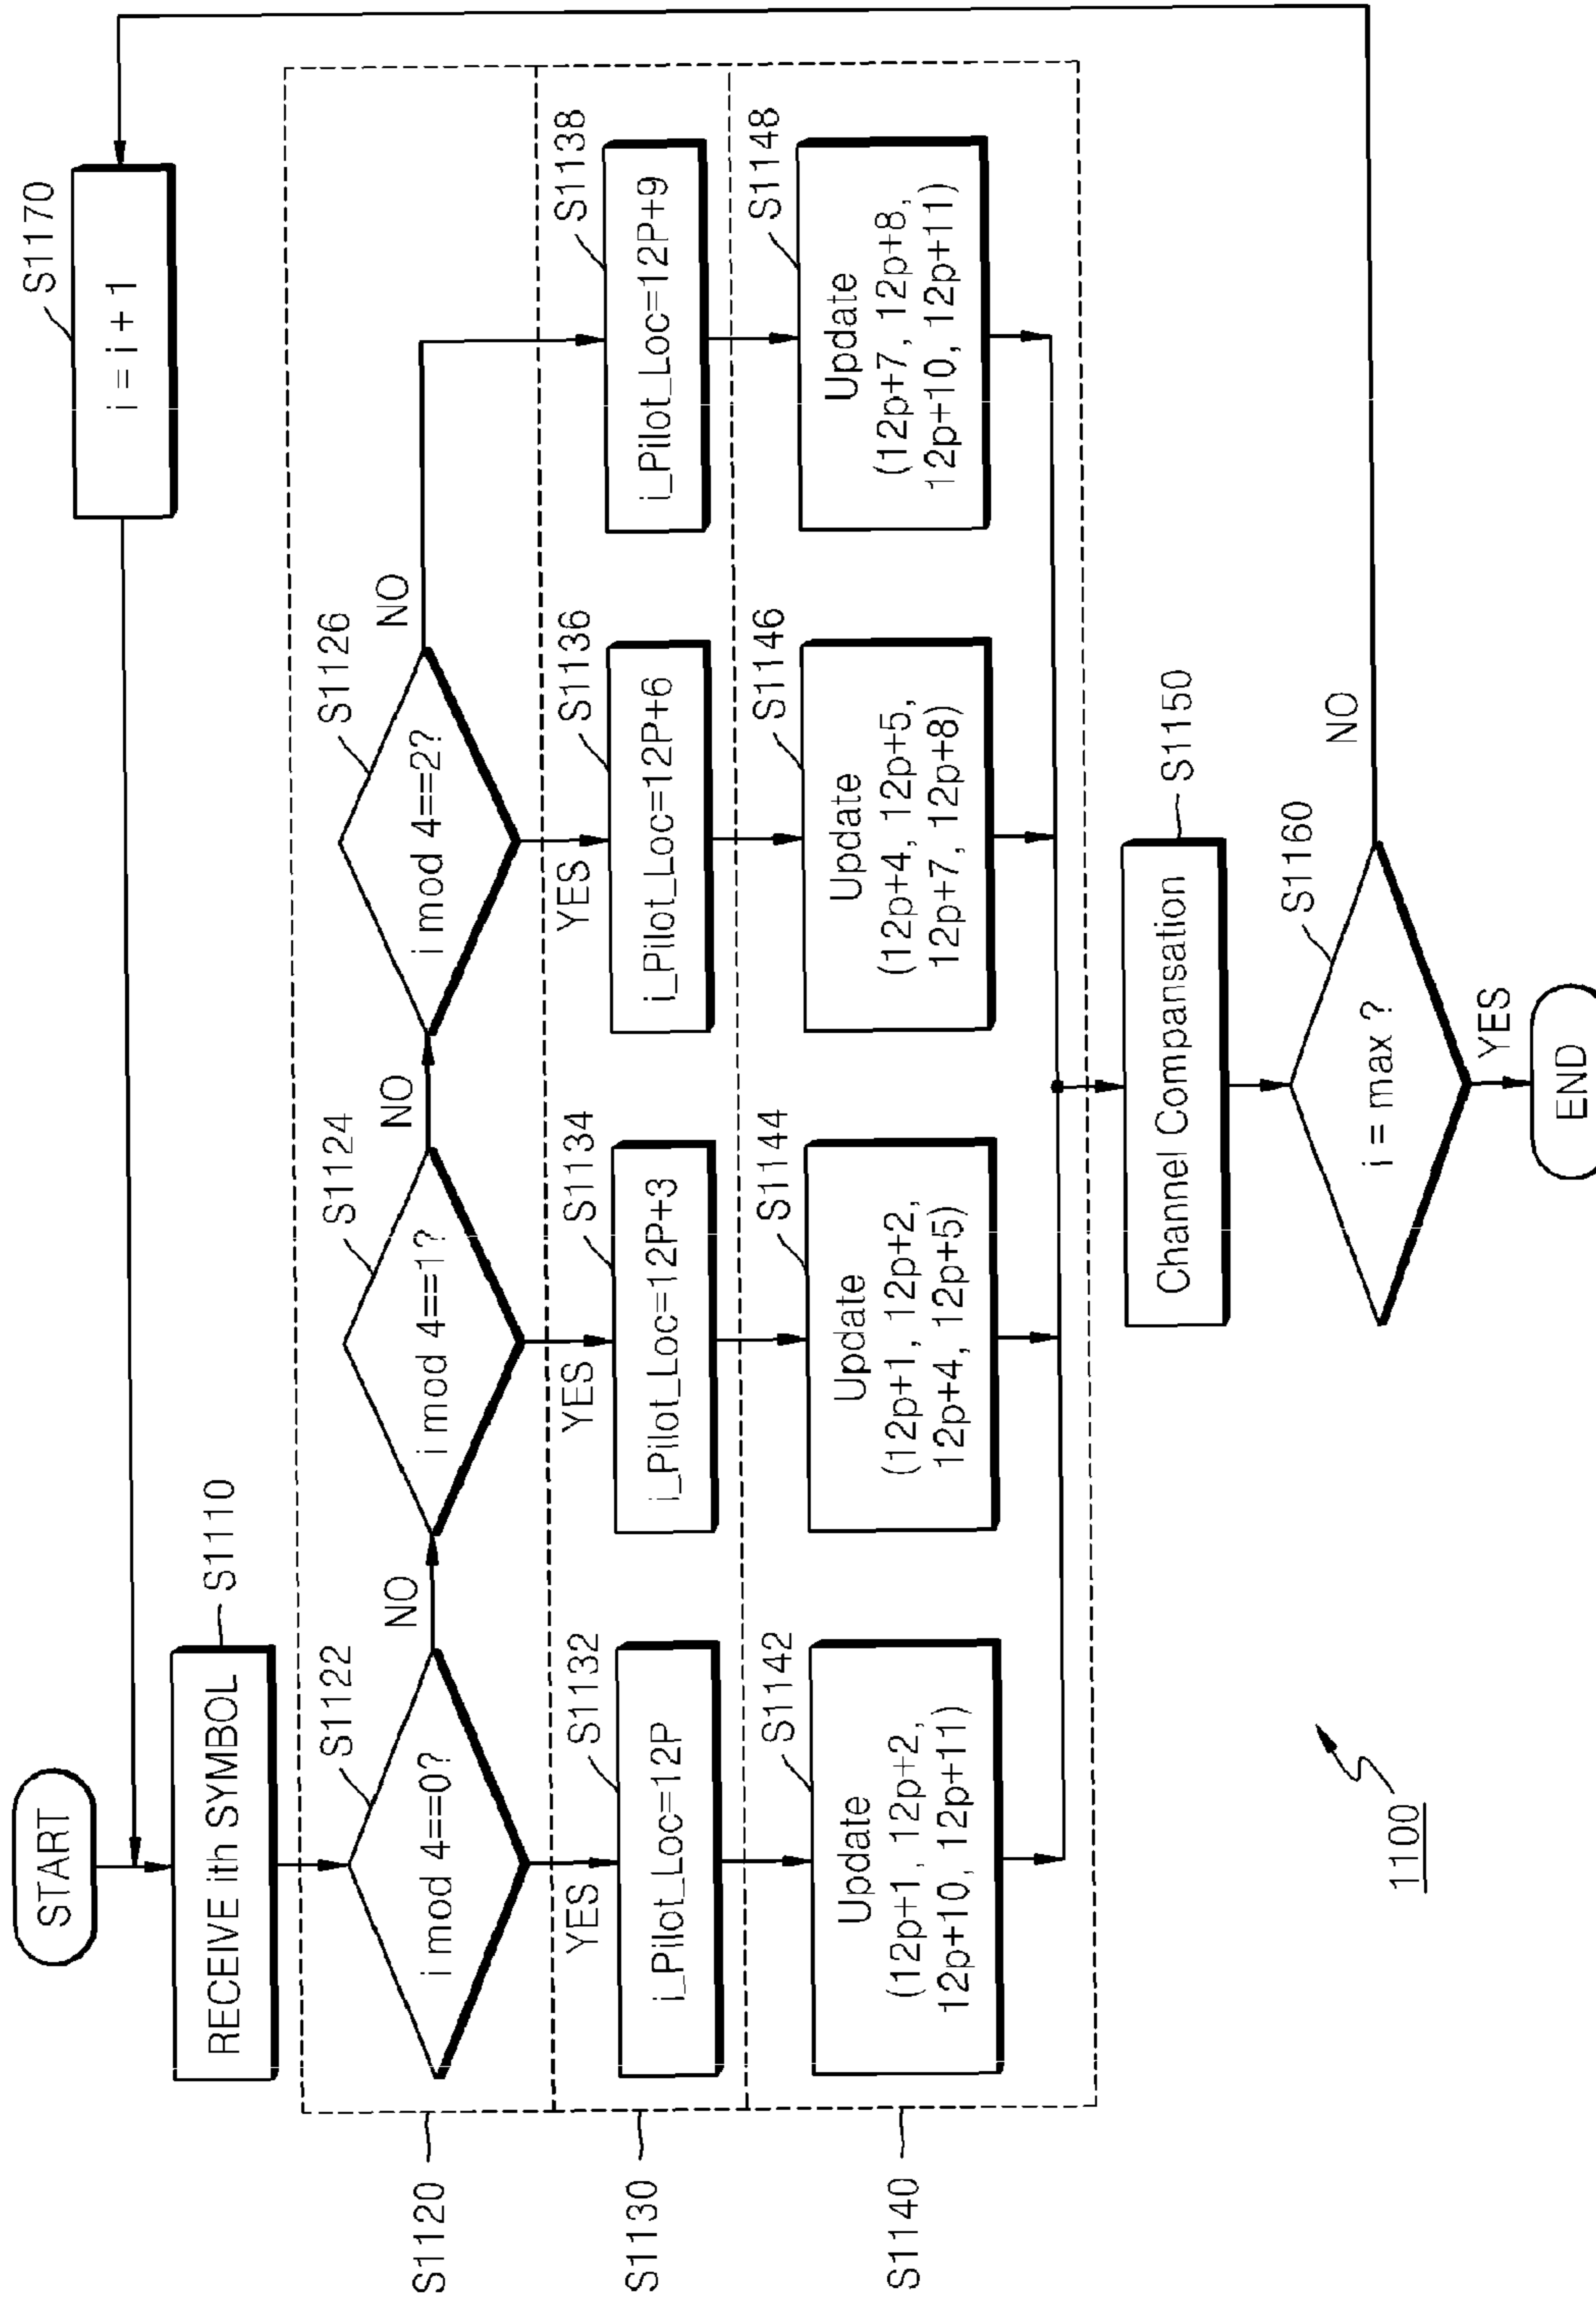 START
RECEIVE ith SYMBOL
S1110
i = i + 1
S1170
S1120
i mod 4==0?
S1122
NO
YES
i mod 4==1?
S1124
NO
YES
i mod 4==2?
S1126
NO
YES
S1130
i_Pilot_Loc=12P
S1132
i_Pilot_Loc=12P+3
S1134
i_Pilot_Loc=12P+6
S1136
i_Pilot_Loc=12P+9
S1138
S1140
Update
(12p+1, 12p+2,
12p+10, 12p+11)
S1142
Update
(12p+1, 12p+2,
12p+4, 12p+5)
S1144
Update
(12p+4, 12p+5,
12p+7, 12p+8)
S1146
Update
(12p+7, 12p+8,
12p+10, 12p+11)
S1148
Channel Compansation
S1150
i = max ?
S1160
NO
YES
END
1100